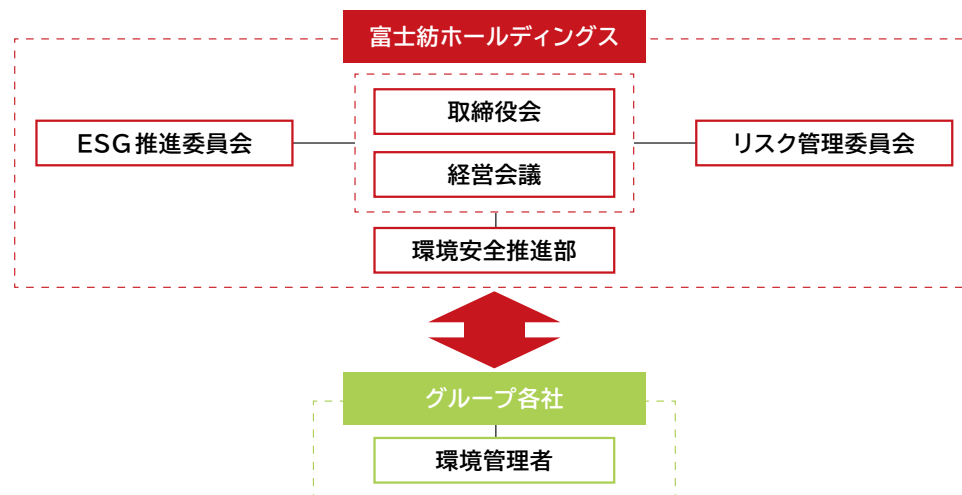 富士紡ホールディングス
取締役会
ESG推進委員会
リスク管理委員会
経営会議
環境安全推進部
グループ各社
環境管理者